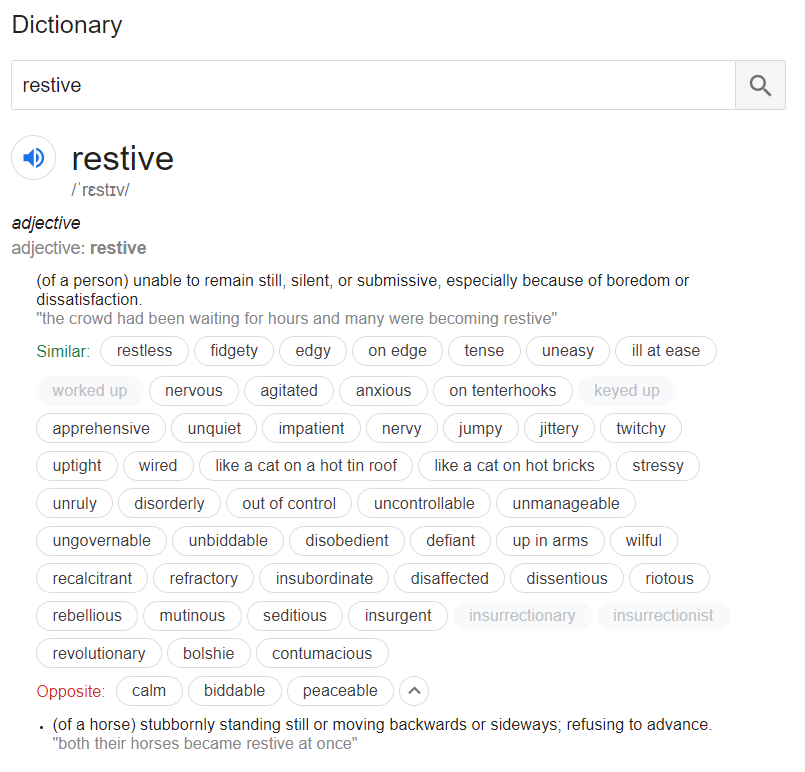 Dictionary
restive
restive
/ˈrɛstɪv/
adjective
adjective: restive
(of a person) unable to remain still, silent, or submissive, especially because of boredom or
dissatisfaction.
"the crowd had been waiting for hours and many were becoming restive"
Similar: restless fidgety edgy on edge tense uneasy ill at ease
worked up nervous agitated anxious on tenterhooks keyed up
apprehensive unquiet impatient nervy jumpy jittery twitchy
uptight wired like a cat on a hot tin roof like a cat on hot bricks stressy
unruly disorderly out of control uncontrollable unmanageable
ungovernable unbiddable disobedient defiant up in arms wilful
recalcitrant refractory insubordinate disaffected dissentious riotous
rebellious mutinous seditious insurgent insurrectionary insurrectionist
revolutionary bolshie contumacious
Opposite: calm biddable peaceable
• (of a horse) stubbornly standing still or moving backwards or sideways; refusing to advance.
"both their horses became restive at once"